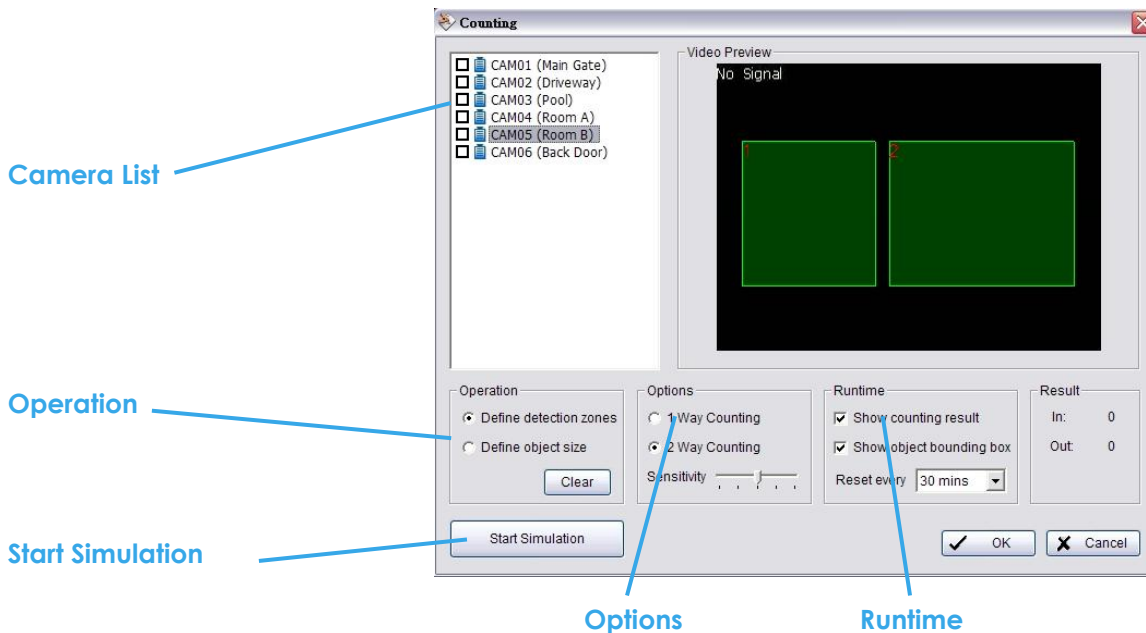 Counting
CAM01 (Main Gate)
CAM02 (Driveway)
CAM03 (Pool)
CAM04 (Room A)
CAM05 (Room B)
CAM06 (Back Door)
Video Preview
No Signal
1
2
Camera List
Operation
Operation
Define detection zones
Define object size
Clear
Options
1 Way Counting
2 Way Counting
Sensitivity
Runtime
Show counting result
Show object bounding box
Reset every 30 mins
Result
In: 0
Out: 0
Start Simulation
Start Simulation
OK
Cancel
Options
Runtime